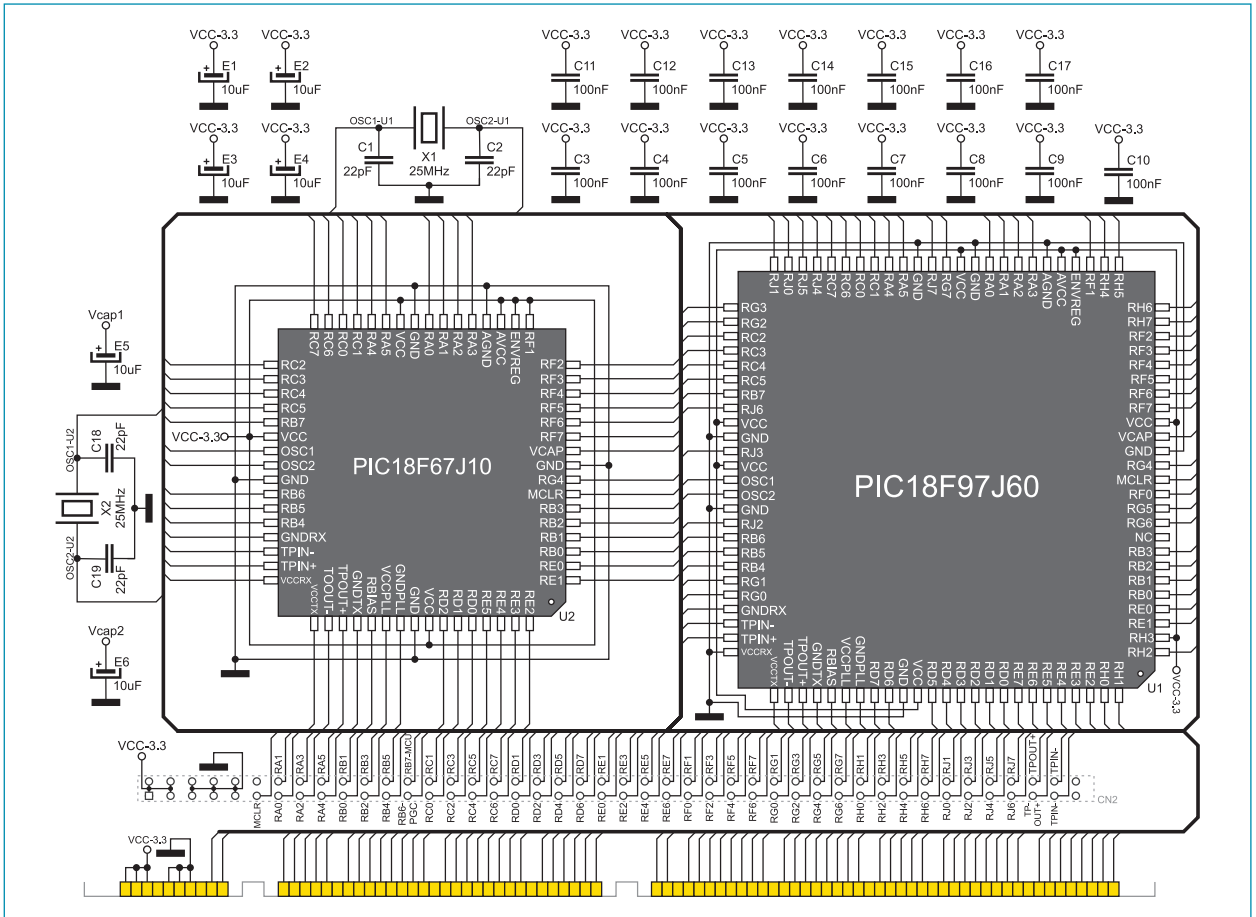 VCC-3.3 VCC-3.3 VCC-3.3 VCC-3.3 VCC-3.3 VCC-3.3 VCC-3.3 VCC-3.3 VCC-3.3
E1 E2 C11 C12 C13 C14 C15 C16 C17
10uF 10uF 100nF 100nF 100nF 100nF 100nF 100nF 100nF
OSC1-U1 OSC2-U1
VCC-3.3 VCC-3.3 VCC-3.3 VCC-3.3 VCC-3.3 VCC-3.3 VCC-3.3 VCC-3.3 VCC-3.3 VCC-3.3
E3 E4 C1 X1 C2 C3 C4 C5 C6 C7 C8 C9 C10
10uF 10uF 22pF 25MHz 22pF 100nF 100nF 100nF 100nF 100nF 100nF 100nF 100nF
Vcap1
E5
10uF
OSC1-U2
C18
22pF
X2
25MHz
OSC2-U2
C19
22pF
Vcap2
E6
10uF
VCC-3.3
RC7 RC6 RC0 RC1 RA4 RA5 VCC GND RA0 RA1 RA2 RA3 AGND AVCC ENVREG RF1
RC2
RC3
RC4
RC5
RB7
VCC
OSC1
OSC2
GND
RB6
RB5
RB4
GNDRX
TPIN-
TPIN+
VCCRX
PIC18F67J10
RF2
RF3
RF4
RF5
RF6
RF7
VCAP
GND
RG4
MCLR
RB3
RB2
RB1
RB0
RE0
RE1
VCCTX TOOUT- TPOUT+ GNDTX RBIAS VCCPLL GNDPLL GND VCC RD2 RD1 RD0 RE5 RE4 RE3 RE2
U2
RJ1 RJ0 RJ5 RJ4 RC7 RC6 RC0 RC1 RA4 RA5 GND RJ7 RG7 VCC GND RA0 RA1 RA2 RA3 AGND AVCC ENVREG RF1 RH4 RH5
RG3
RG2
RC2
RC3
RC4
RC5
RB7
RJ6
VCC
GND
RJ3
VCC
OSC1
OSC2
GND
RJ2
RB6
RB5
RB4
RG1
RG0
GNDRX
TPIN-
TPIN+
VCCRX
PIC18F97J60
RH6
RH7
RF2
RF3
RF4
RF5
RF6
RF7
VCC
VCAP
GND
RG4
MCLR
RF0
RG5
RG6
NC
RB3
RB2
RB1
RB0
RE0
RE1
RH3
RH2
VCCTX TPOUT- TPOUT+ GNDTX RBIAS VCCPLL GNDPLL RD7 RD6 GND VCC RD5 RD4 RD3 RD2 RD1 RD0 RE7 RE6 RE5 RE4 RE3 RE2 RH0 RH1
U1
VCC-3.3
VCC-3.3
RA1 RA3 RA5 RB1 RB3 RB5 RB7-MCU RC1 RC3 RC5 RC7 RD1 RD3 RD5 RD7 RE1 RE3 RE5 RE7 RF1 RF3 RF5 RF7 RG1 RG3 RG5 RG7 RH1 RH3 RH5 RH7 RJ1 RJ3 RJ5 RJ7 TPOUT+ TPIN-
CN2
MCLR RA0 RA2 RA4 RB0 RB2 RB4 RB6-PGC RC0 RC2 RC4 RC6 RD0 RD2 RD4 RD6 RE0 RE2 RE4 RE6 RF0 RF2 RF4 RF6 RG0 RG2 RG4 RG6 RH0 RH2 RH4 RH6 RJ0 RJ2 RJ4 RJ6 TP-OUT+ TPIN-
VCC-3.3